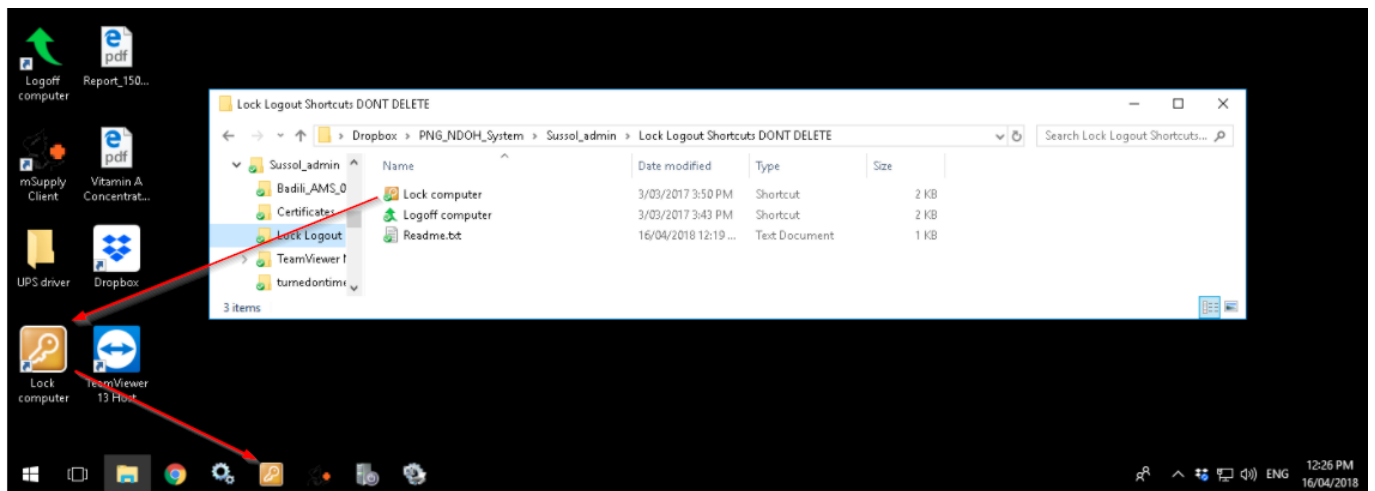 pdf
Logoff
computer
Report_150...
pdf
mSupply
Client
Vitamin A
Concentrat...
UPS driver
Dropbox
Lock
computer
TeamViewer
13 Host
Lock Logout Shortcuts DONT DELETE
Dropbox > PNG_NDOH_System > Sussol_admin > Lock Logout Shortcuts DONT DELETE
Search Lock Logout Shortcuts...
Sussol_admin
Badili_AMS_0
Certificates
Lock Logout
TeamViewer
turnedontime
Name Date modified Type Size
Lock computer 3/03/2017 3:50 PM Shortcut 2 KB
Logoff computer 3/03/2017 3:43 PM Shortcut 2 KB
Readme.txt 16/04/2018 12:19 ... Text Document 1 KB
3 items
ENG
12:26 PM
16/04/2018